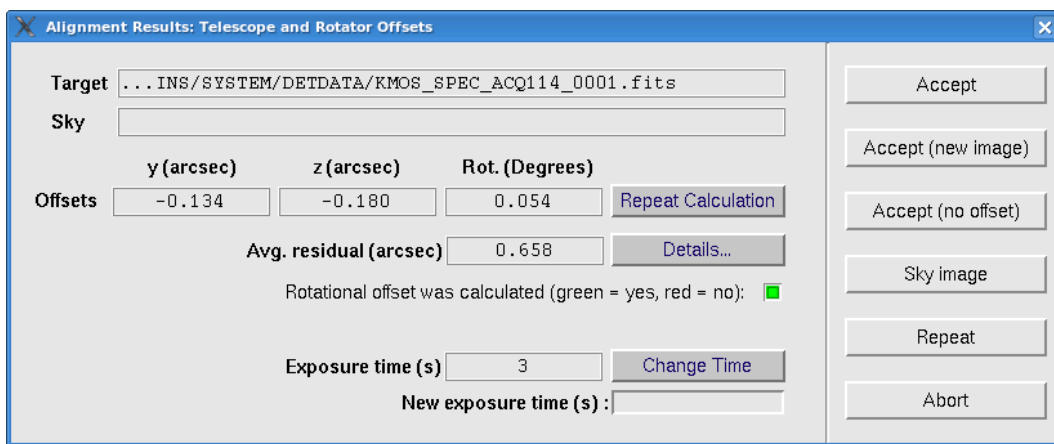 Alignment Results: Telescope and Rotator Offsets
Target ...INS/SYSTEM/DETDATA/KMOS_SPEC_ACQ114_0001.fits
Sky
y (arcsec) z (arcsec) Rot. (Degrees)
Offsets -0.134 -0.180 0.054 Repeat Calculation
Avg. residual (arcsec) 0.658 Details...
Rotational offset was calculated (green = yes, red = no):
Exposure time (s) 3 Change Time
New exposure time (s) :
Accept
Accept (new image)
Accept (no offset)
Sky image
Repeat
Abort